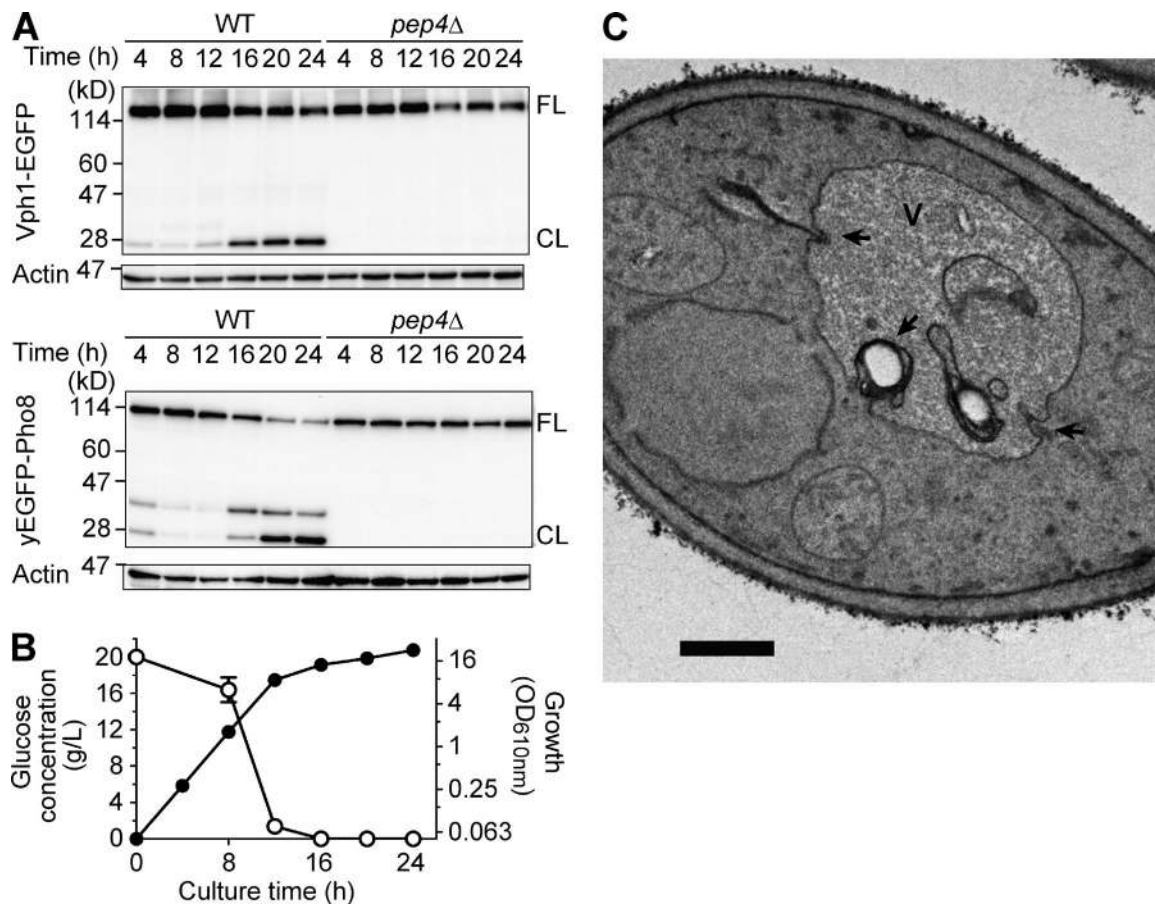 A
WT pep4Δ
Time (h) 4 8 12 16 20 24 4 8 12 16 20 24
(kD)
Vph1-EGFP
114
60
47
28
FL
CL
Actin 47
WT pep4Δ
Time (h) 4 8 12 16 20 24 4 8 12 16 20 24
(kD)
yEGFP-Pho8
114
60
47
28
FL
CL
Actin 47
B
Glucose
concentration
(g/L)
20
16
12
8
4
0
16
4
1
0.25
0.063
Growth
(OD610nm)
0 8 16 24
Culture time (h)
C
V